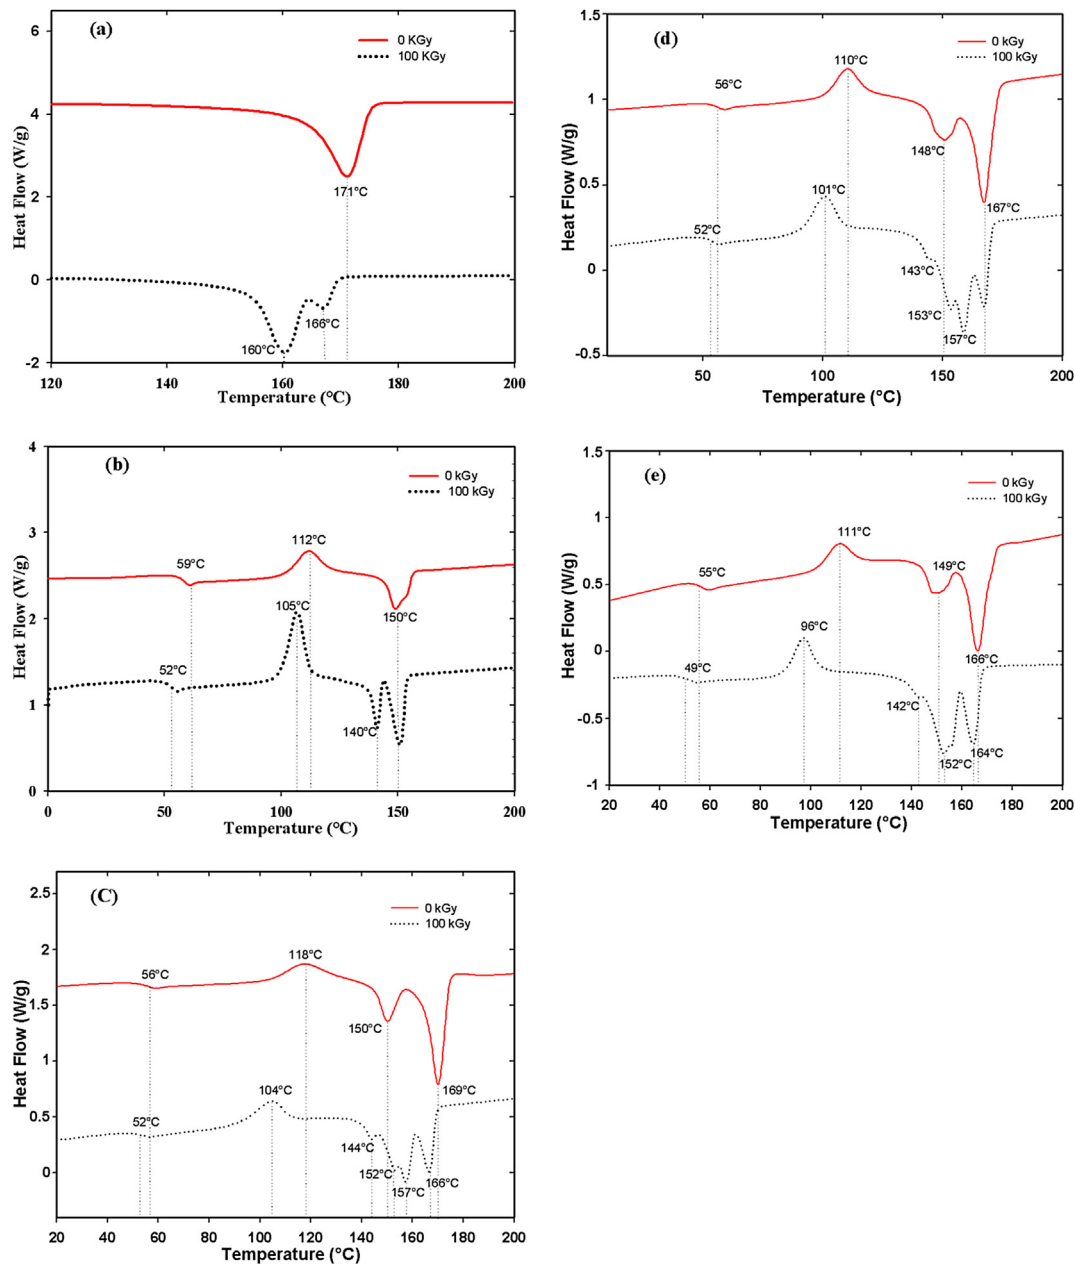 (a)
0 KGy
100 KGy
6
4
2
0
-2
171°C
166°C
160°C
120
140
160
180
200
Temperature (°C)
Heat Flow (W/g)
(d)
0 kGy
100 kGy
1.5
1
0.5
0
-0.5
110°C
56°C
148°C
101°C
167°C
52°C
143°C
153°C
157°C
50
100
150
200
Temperature (°C)
Heat Flow (W/g)
(b)
0 kGy
100 kGy
4
3
2
1
0
112°C
59°C
105°C
150°C
52°C
140°C
0
50
100
150
200
Temperature (°C)
Heat Flow (W/g)
(e)
0 kGy
100 kGy
1.5
1
0.5
0
-0.5
-1
111°C
55°C
149°C
96°C
49°C
166°C
142°C
164°C
152°C
20
40
60
80
100
120
140
160
180
200
Temperature (°C)
Heat Flow (W/g)
(C)
0 kGy
100 kGy
2.5
2
1.5
1
0.5
0
118°C
56°C
150°C
104°C
169°C
52°C
144°C
152°C
166°C
157°C
20
40
60
80
100
120
140
160
180
200
Temperature (°C)
Heat Flow (W/g)